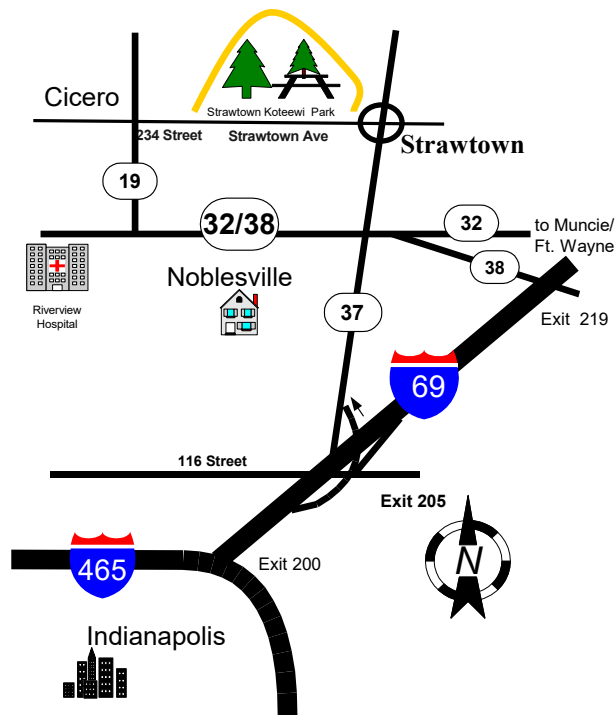 Cicero
Strawtown Koteewi Park
234 Street
Strawtown Ave
Strawtown
19
32/38
32
to Muncie/
Ft. Wayne
38
Noblesville
Riverview
Hospital
37
Exit 219
69
116 Street
Exit 205
465
Exit 200
N
Indianapolis